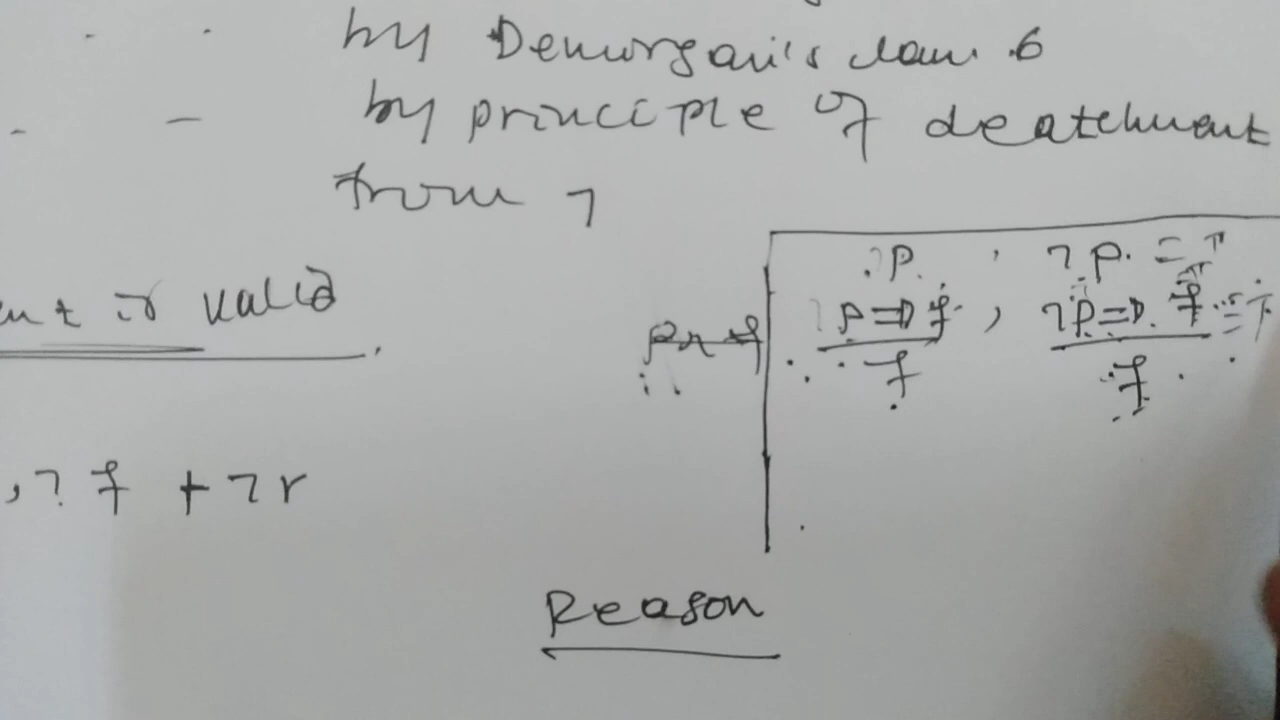 by Demorgan's law 6
by principle of deatchment
from 7
ent is valid
¬p = T
p ⇒ q , ¬p ⇒ q = T
∴ q ∴ q
, ¬q + ¬r
Reason